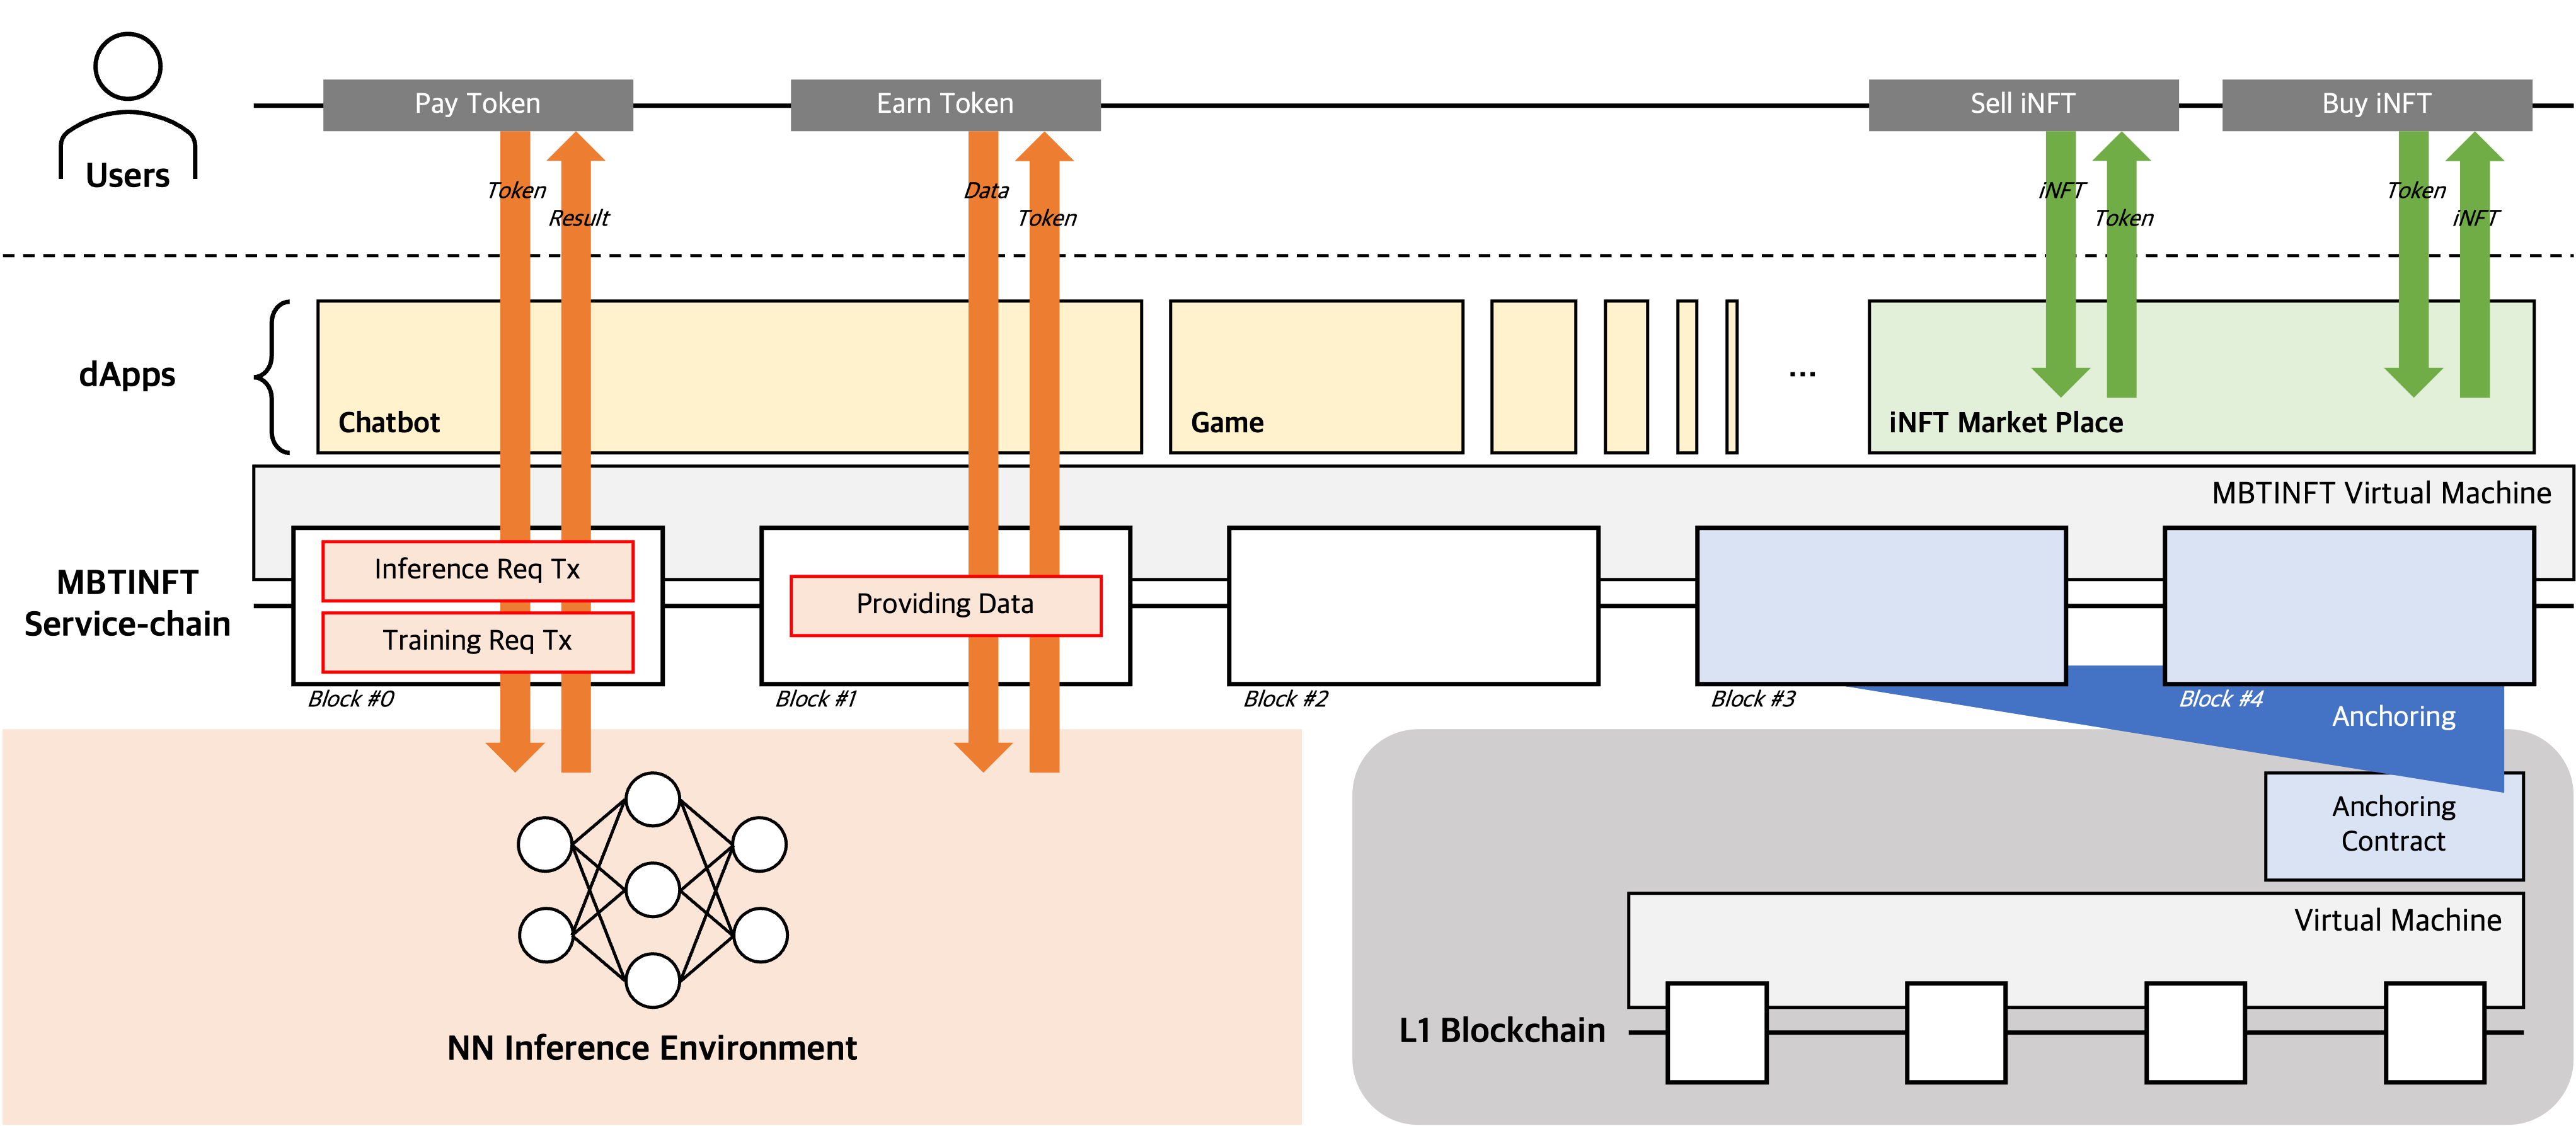 Pay Token
Earn Token
Sell iNFT
Buy iNFT
Users
Token
Result
Data
Token
iNFT
Token
Token
iNFT
dApps
Chatbot
Game
...
iNFT Market Place
MBTINFT Virtual Machine
MBTINFT
Service-chain
Inference Req Tx
Training Req Tx
Providing Data
Block #0
Block #1
Block #2
Block #3
Block #4
Anchoring
Anchoring
Contract
Virtual Machine
L1 Blockchain
NN Inference Environment